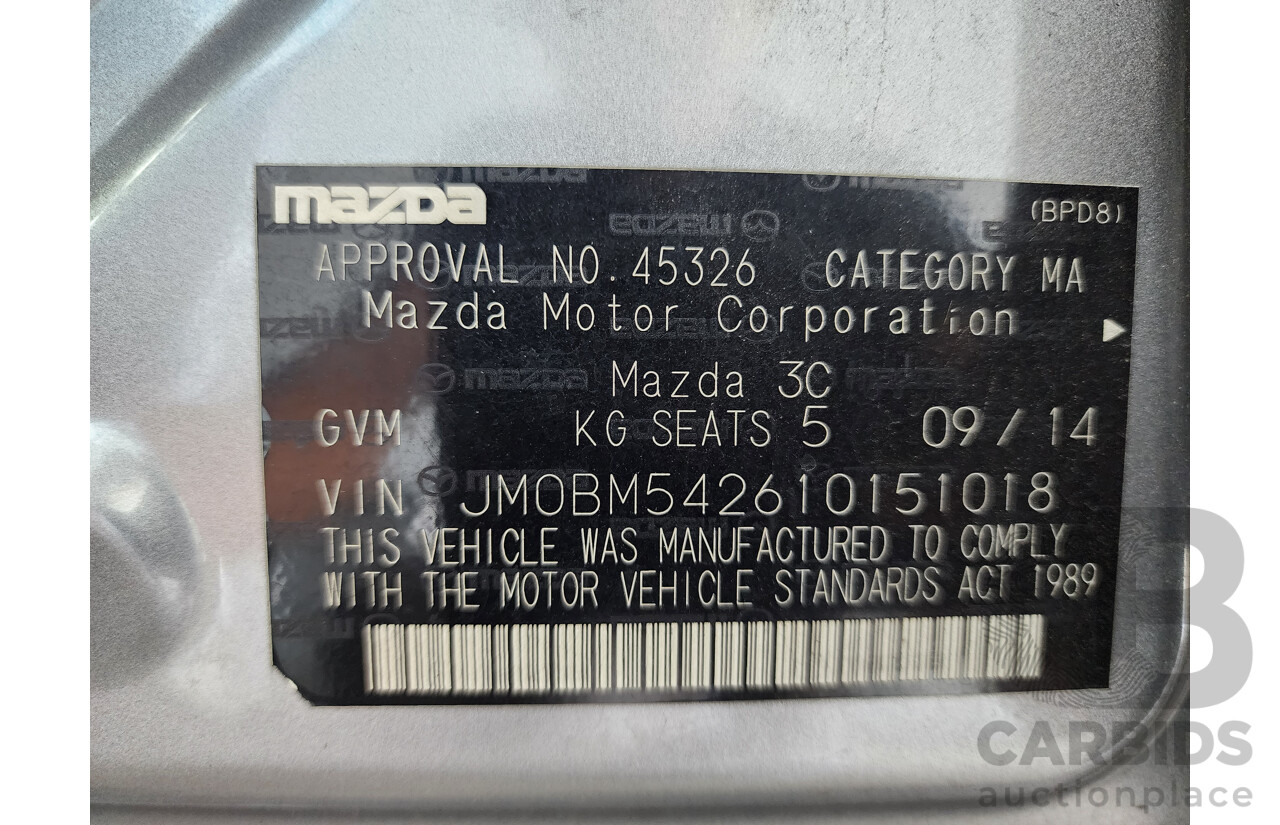 mazda
(BPD8)
APPROVAL NO. 45326 CATEGORY MA
Mazda Motor Corporation
Mazda 3C
GVM KG SEATS 5 09/14
VIN JM0BM542610151018
THIS VEHICLE WAS MANUFACTURED TO COMPLY
WITH THE MOTOR VEHICLE STANDARDS ACT 1989
B
CARBIDS
auctionplace